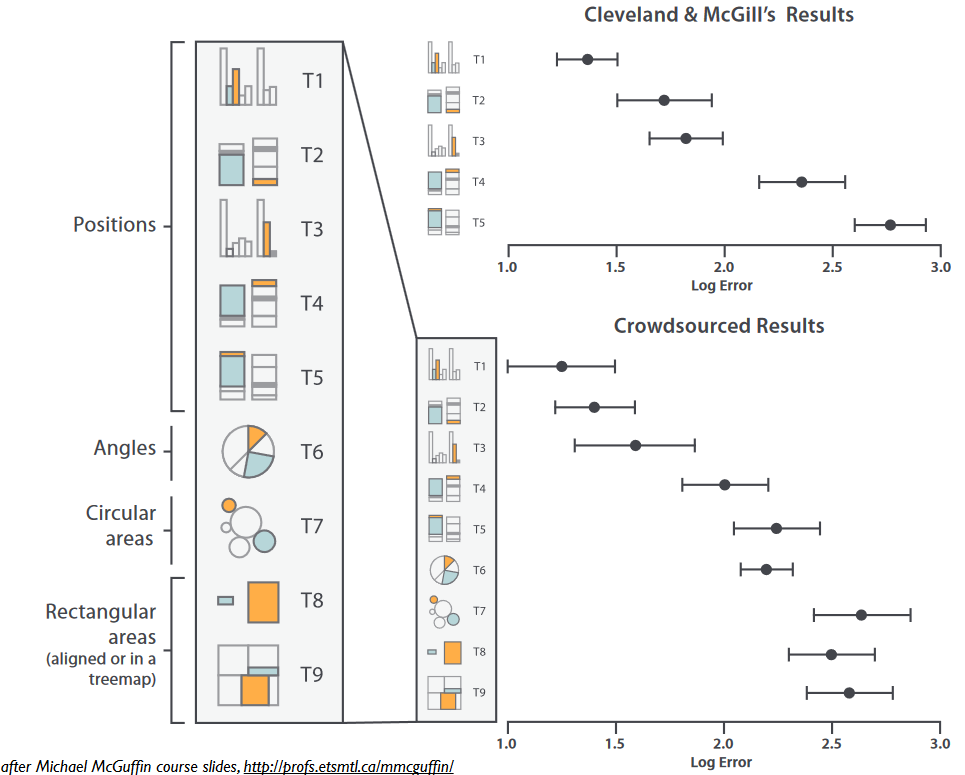 Cleveland & McGill's  Results
T1
T2
T3
T4
T5
1.0 1.5 2.0 2.5 3.0
Log Error
Positions
Angles
Circular
areas
Rectangular
areas
(aligned or in a
treemap)
T1
T2
T3
T4
T5
T6
T7
T8
T9
Crowdsourced Results
T1
T2
T3
T4
T5
T6
T7
T8
T9
1.0 1.5 2.0 2.5 3.0
Log Error
after Michael McGuffin course slides, http://profs.etsmtl.ca/mmcguffin/